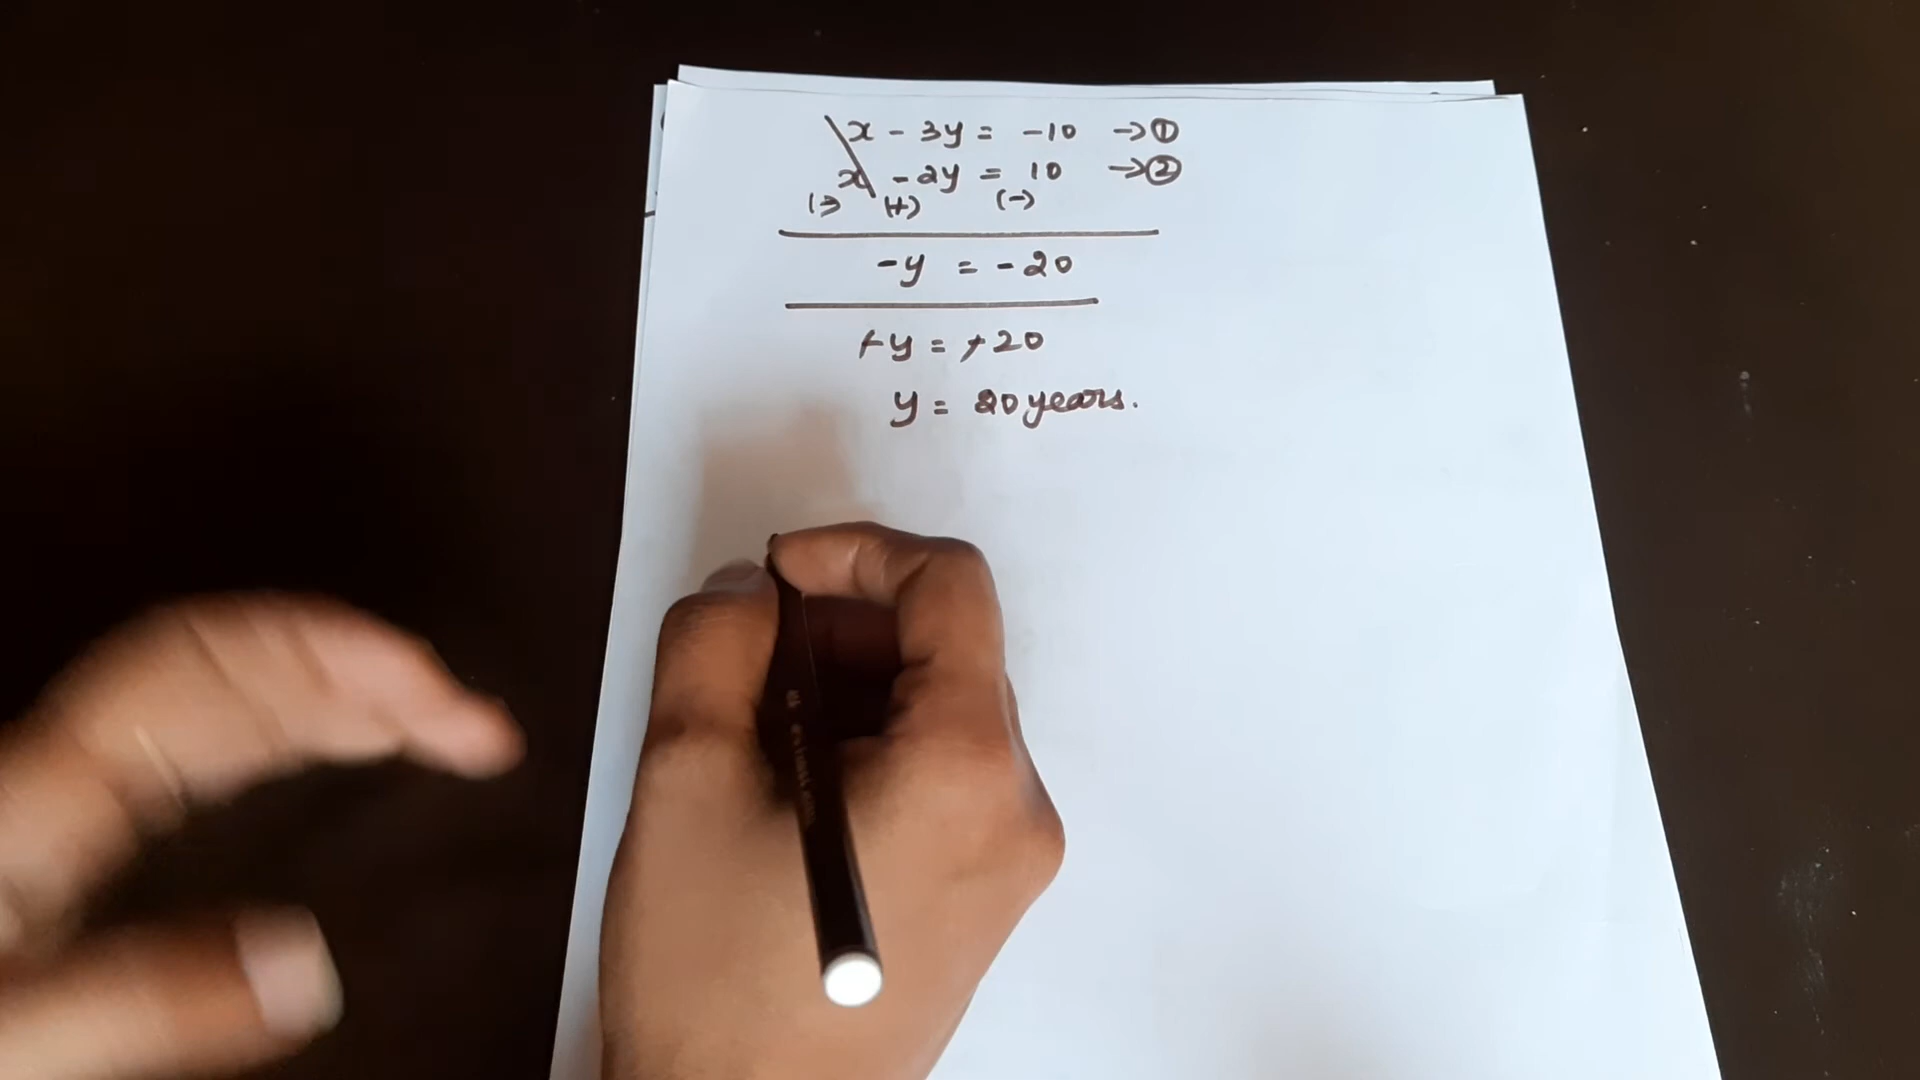 x - 3y = -10 → ①
x - 2y = 10 → ②
(-) (+) (-)
-y = -20
+y = +20
y = 20 years.